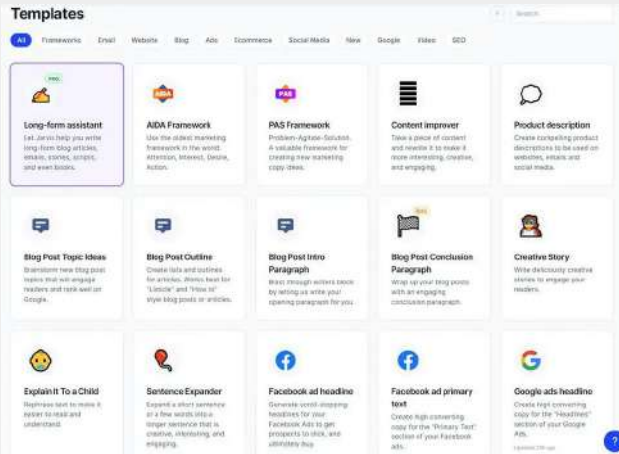 Templates
Search
All Frameworks Email Website Blog Ads Ecommerce Social Media New Google Video SEO
PRO
Long-form assistant
Let Jarvis help you write
long-form blog articles,
emails, stories, scripts,
and even books.
AIDA
AIDA Framework
Use the oldest marketing
framework in the world.
Attention, Interest, Desire,
Action.
PAS
PAS Framework
Problem-Agitate-Solution.
A valuable framework for
creating new marketing
copy ideas.
Content improver
Take a piece of content
and rewrite it to make it
more interesting, creative,
and engaging.
Product description
Create compelling product
descriptions to be used on
websites, emails and
social media.
Blog Post Topic Ideas
Brainstorm new blog post
topics that will engage
readers and rank well on
Google.
Blog Post Outline
Create lists and outlines
for articles. Works best for
"Listicle" and "How to"
style blog posts or articles.
Blog Post Intro
Paragraph
Blast through writers block
by letting us write your
opening paragraph for you
Blog Post Conclusion
Paragraph
Wrap up your blog posts
with an engaging
conclusion paragraph.
Creative Story
Write deliciously creative
stories to engage your
readers.
Explain It To a Child
Rephrase text to make it
easier to read and
understand
Sentence Expander
Expand a short sentence
or a few words into a
longer sentence that is
creative, interesting, and
engaging.
Facebook ad headline
Generate scroll-stopping
headlines for your
Facebook Ads to get
prospects to click, and
ultimately buy.
Facebook ad primary
text
Create high converting
copy for the "Primary Text"
section of your Facebook
ads.
Google ads headline
Create high converting
copy for the "Headlines"
section of your Google
Ads.
?